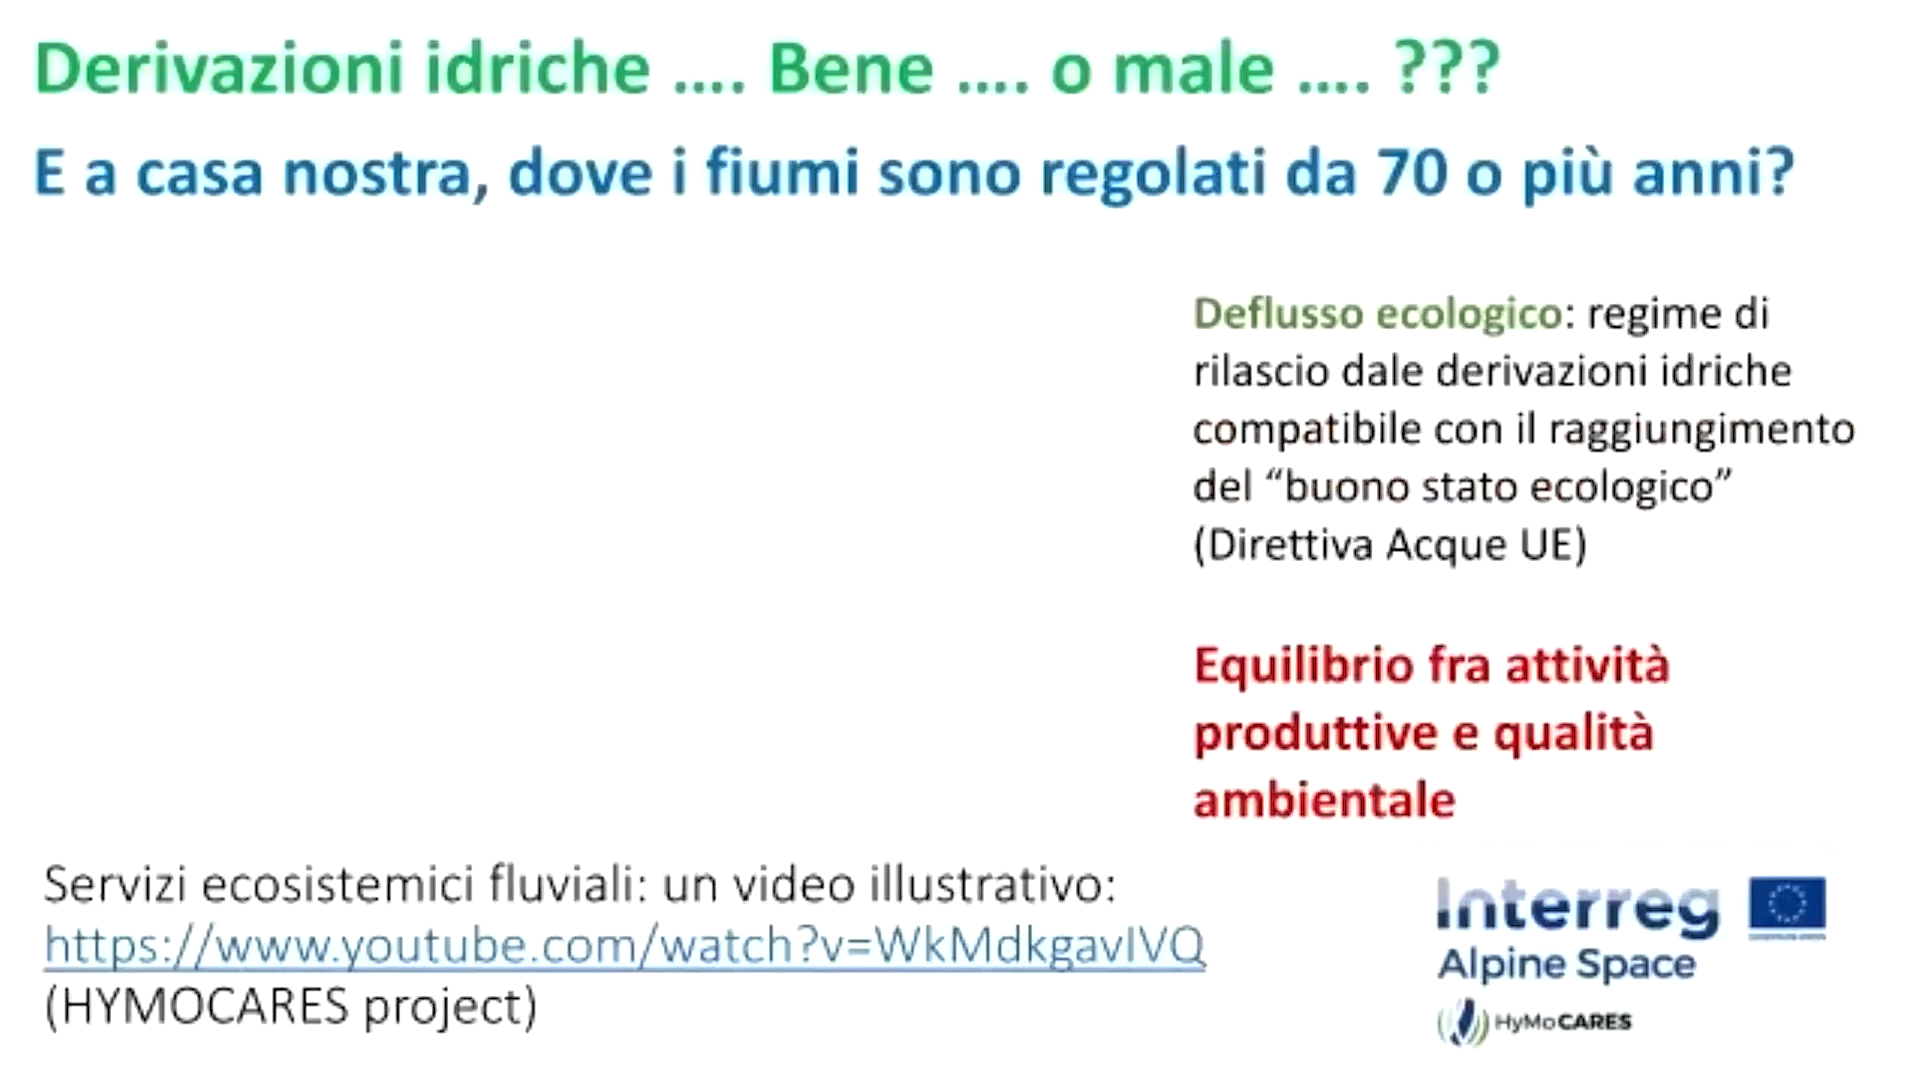 Derivazioni idriche .... Bene .... o male .... ???
E a casa nostra, dove i fiumi sono regolati da 70 o più anni?
Deflusso ecologico: regime di
rilascio dale derivazioni idriche
compatibile con il raggiungimento
del “buono stato ecologico”
(Direttiva Acque UE)
Equilibrio fra attività
produttive e qualità
ambientale
Servizi ecosistemici fluviali: un video illustrativo:
https://www.youtube.com/watch?v=WkMdkgavIVQ
(HYMOCARES project)
Interreg
Alpine Space
HyMoCARES